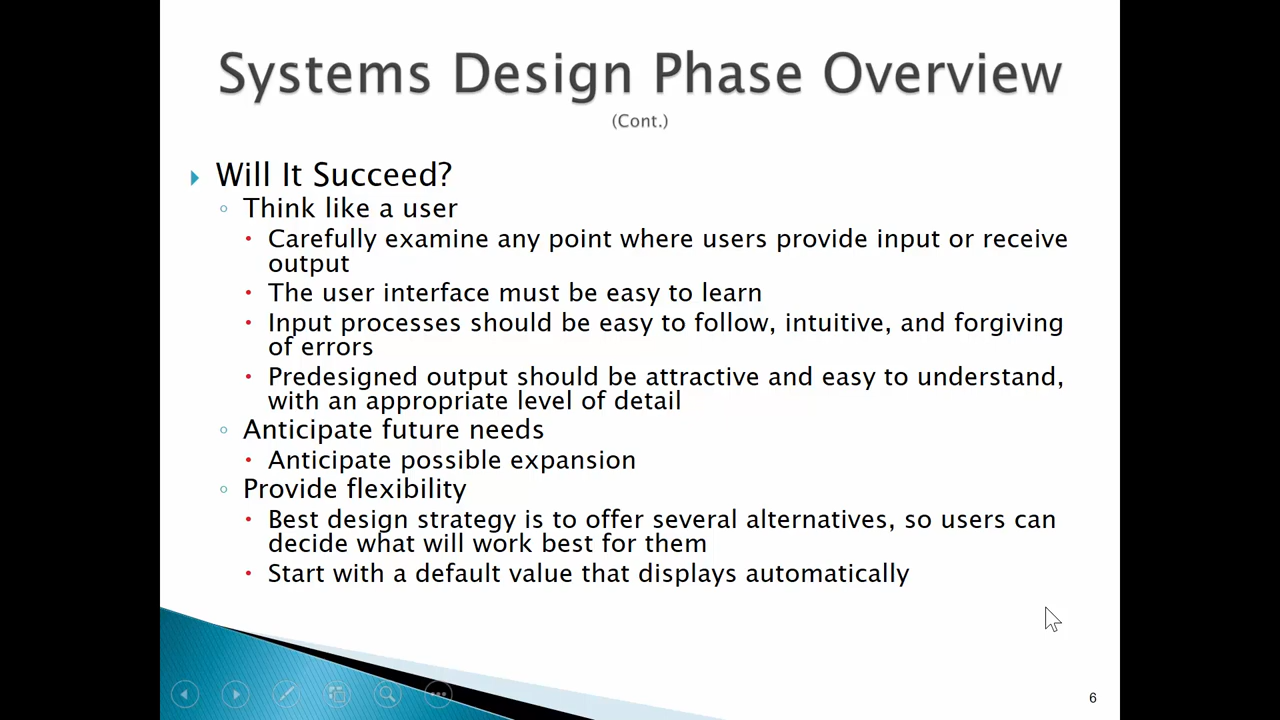 Systems Design Phase Overview
(Cont.)
Will It Succeed?
Think like a user
Carefully examine any point where users provide input or receive
output
The user interface must be easy to learn
Input processes should be easy to follow, intuitive, and forgiving
of errors
Predesigned output should be attractive and easy to understand,
with an appropriate level of detail
Anticipate future needs
Anticipate possible expansion
Provide flexibility
Best design strategy is to offer several alternatives, so users can
decide what will work best for them
Start with a default value that displays automatically
6